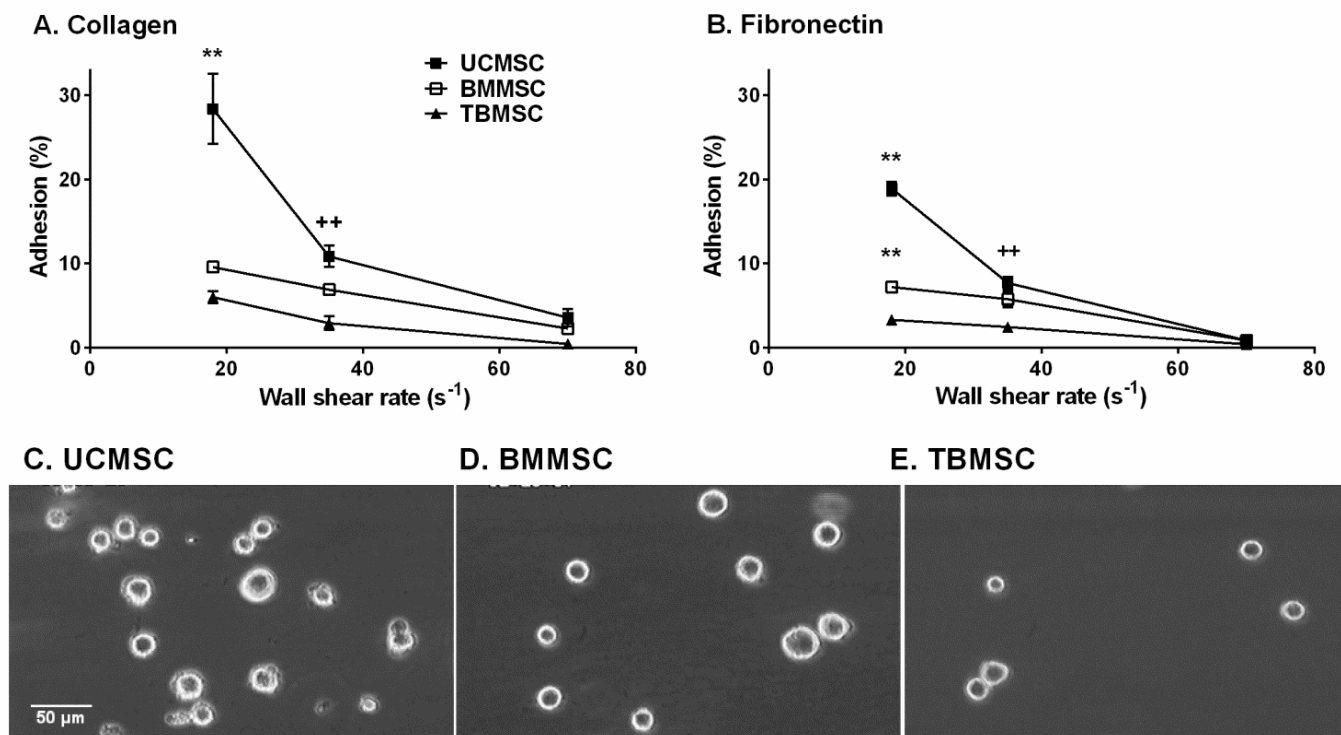 A. Collagen
**
UCMSC
BMMSC
TBMSC
++
30
20
10
0
Adhesion (%)
0 20 40 60 80
Wall shear rate (s⁻¹)
B. Fibronectin
**
**
++
30
20
10
0
Adhesion (%)
0 20 40 60 80
Wall shear rate (s⁻¹)
C. UCMSC
D. BMMSC
E. TBMSC
50 µm